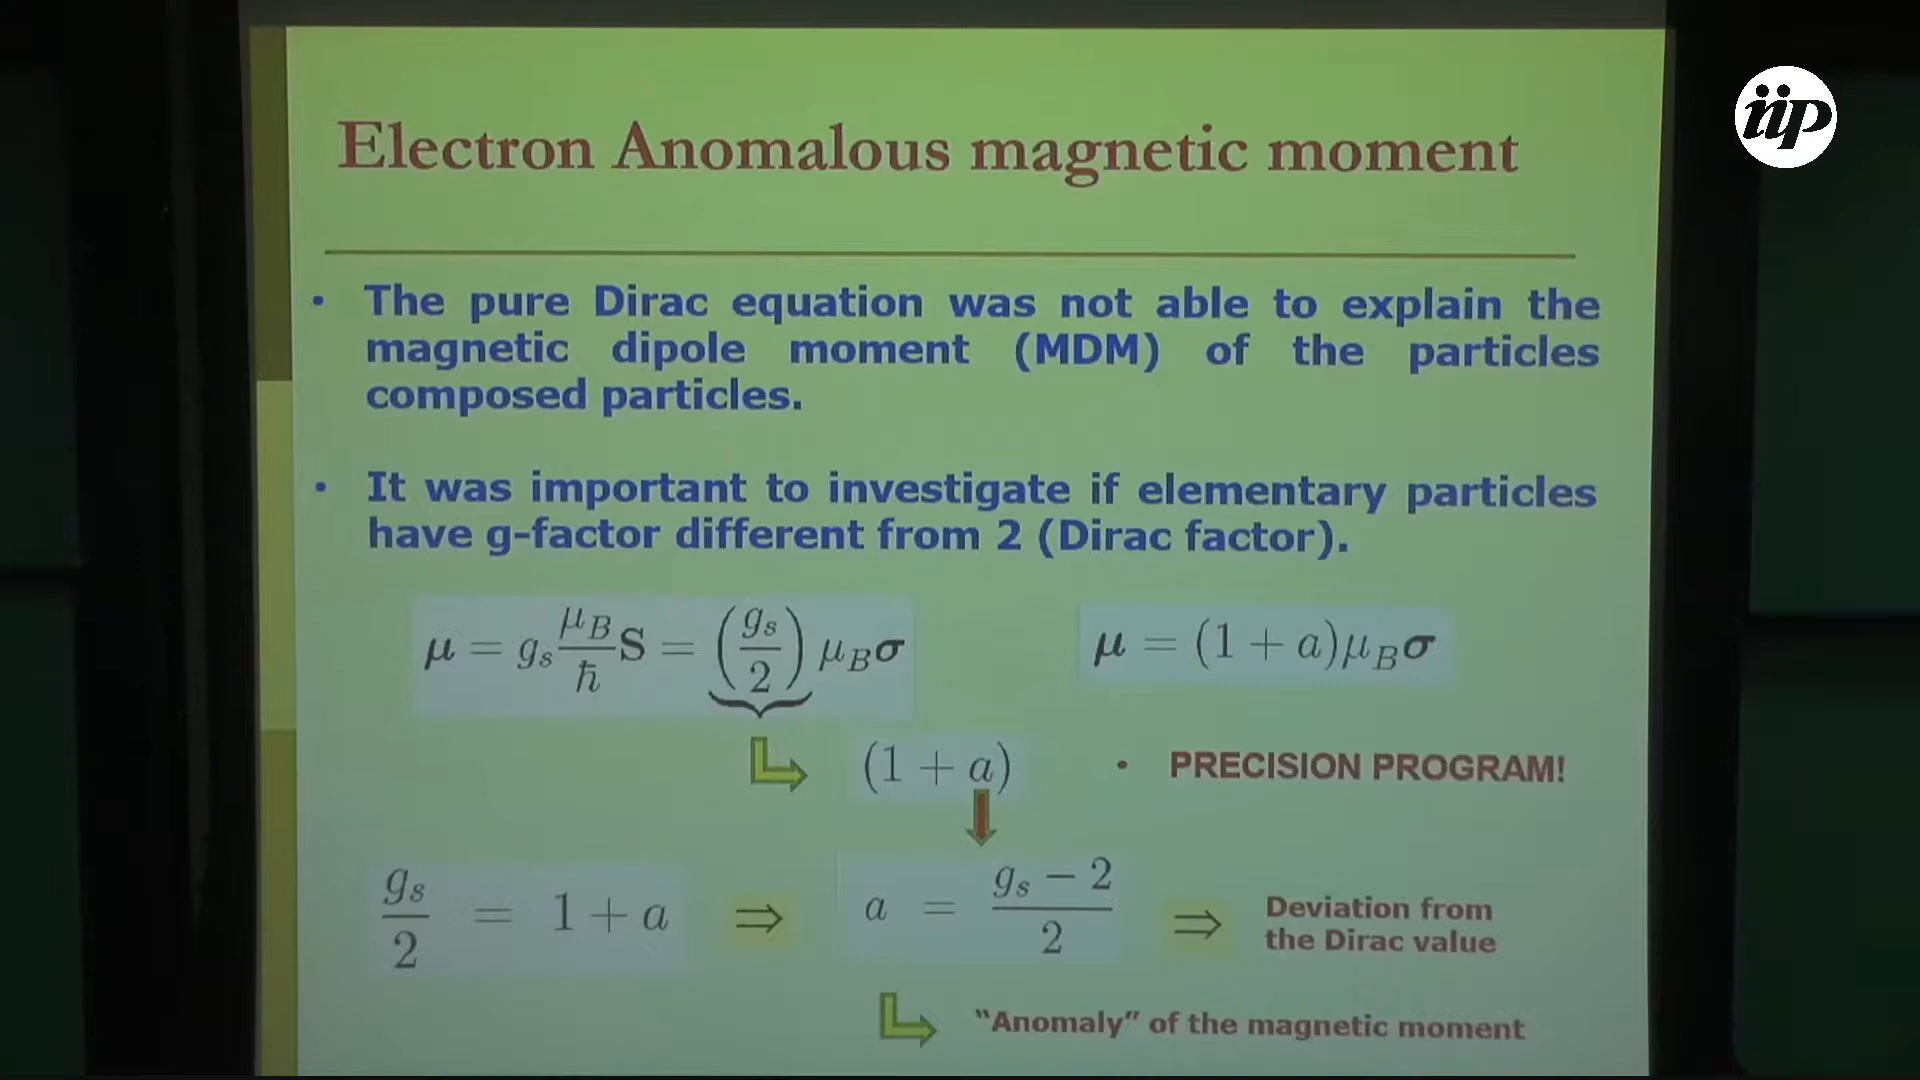 iip
Electron Anomalous magnetic moment
• The pure Dirac equation was not able to explain the
magnetic dipole moment (MDM) of the particles
composed particles.
• It was important to investigate if elementary particles
have g-factor different from 2 (Dirac factor).
μ = g_s μ_B/ħ S = (g_s/2) μ_B σ
μ = (1 + a)μ_B σ
(1 + a)
• PRECISION PROGRAM!
g_s/2 = 1 + a ⇒ a = (g_s − 2)/2 ⇒ Deviation from
the Dirac value
"Anomaly" of the magnetic moment